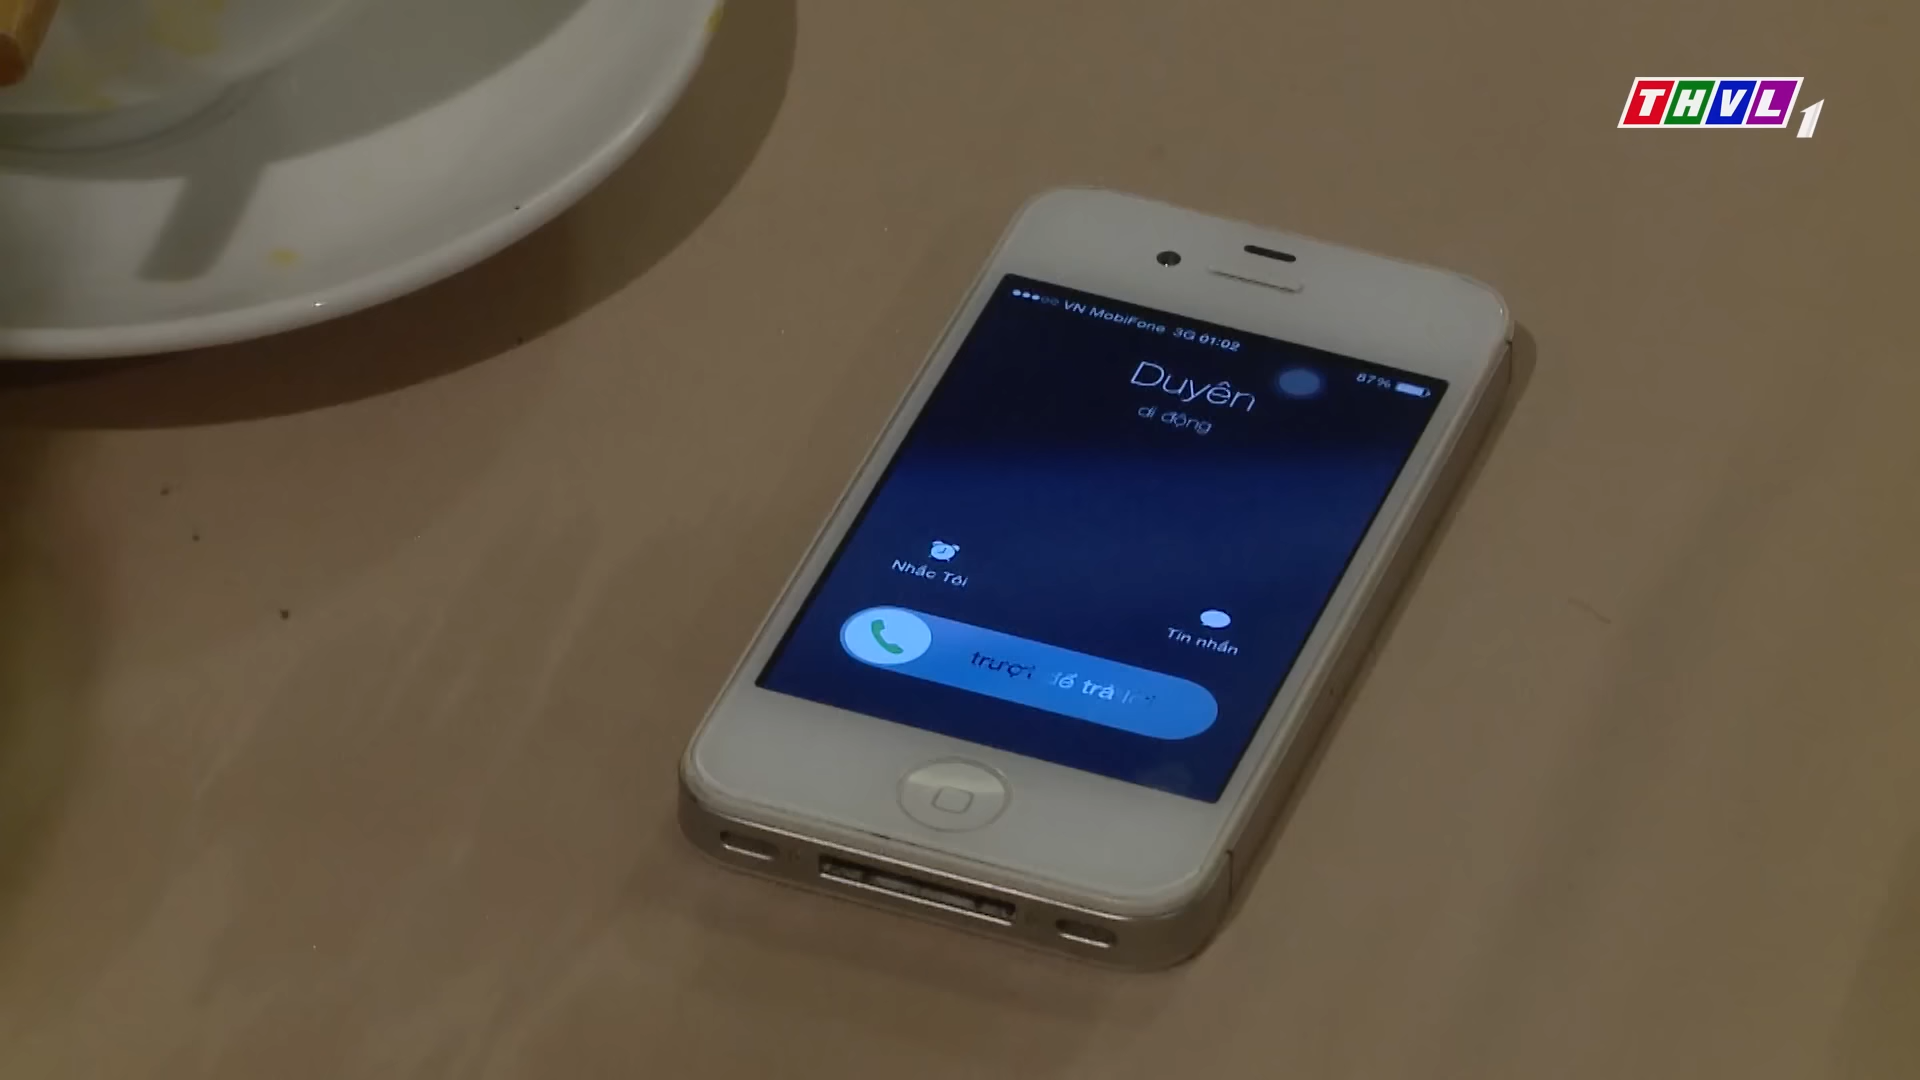 THVL1
VN MobiFone 3G 01:02
87%
Duyên
di động
Nhắc Tôi
Tin nhắn
trượt để trả lời